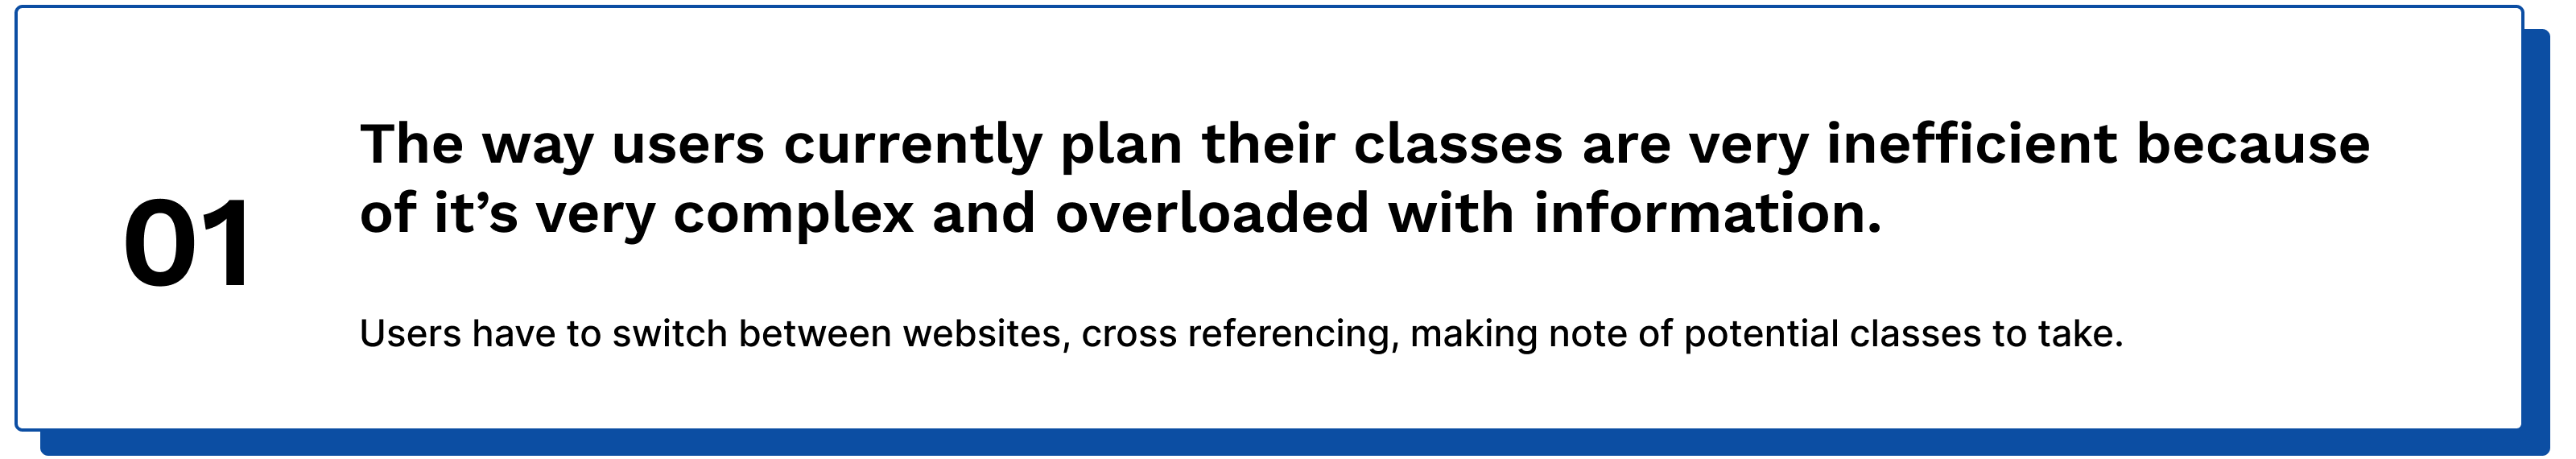 01
The way users currently plan their classes are very inefficient because
of it’s very complex and overloaded with information.
Users have to switch between websites, cross referencing, making note of potential classes to take.